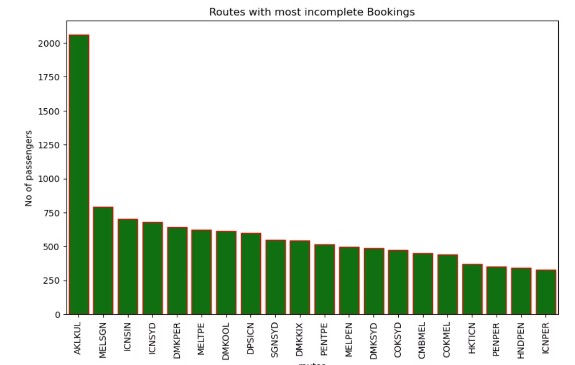 Routes with most incomplete Bookings
No of passengers
2000
1750
1500
1250
1000
750
500
250
0
AKLKUL
MELSGN
ICNSIN
ICNSYD
DMKPER
MELTPE
DMKOOL
DPSICN
SGNSYD
DMKKIX
PENTPE
MELPEN
DMKSYD
COKSYD
CMBMEL
COKMEL
HKTICN
PENPER
HNDPEN
ICNPER